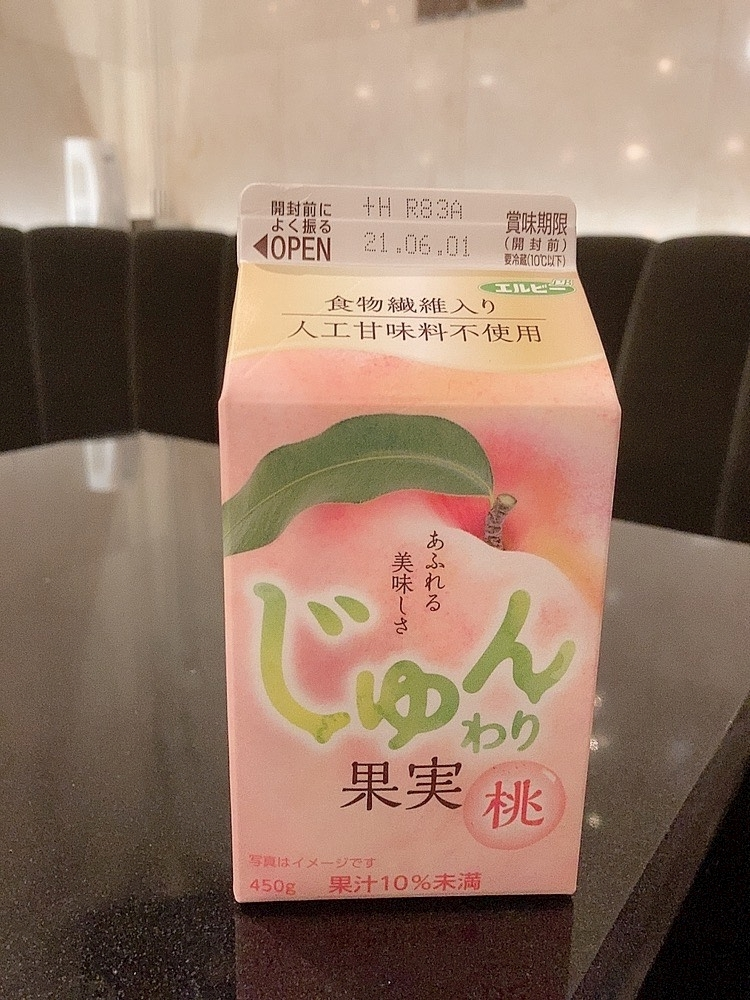 開封前に
よく振る
◀OPEN
+H R83A
21.06.01
賞味期限
(開封前)
要冷蔵(10℃以下)
エルビー
食物繊維入り
人工甘味料不使用
あふれる
美味しさ
じゅん
わり
果実
桃
写真はイメージです
450g 果汁10%未満